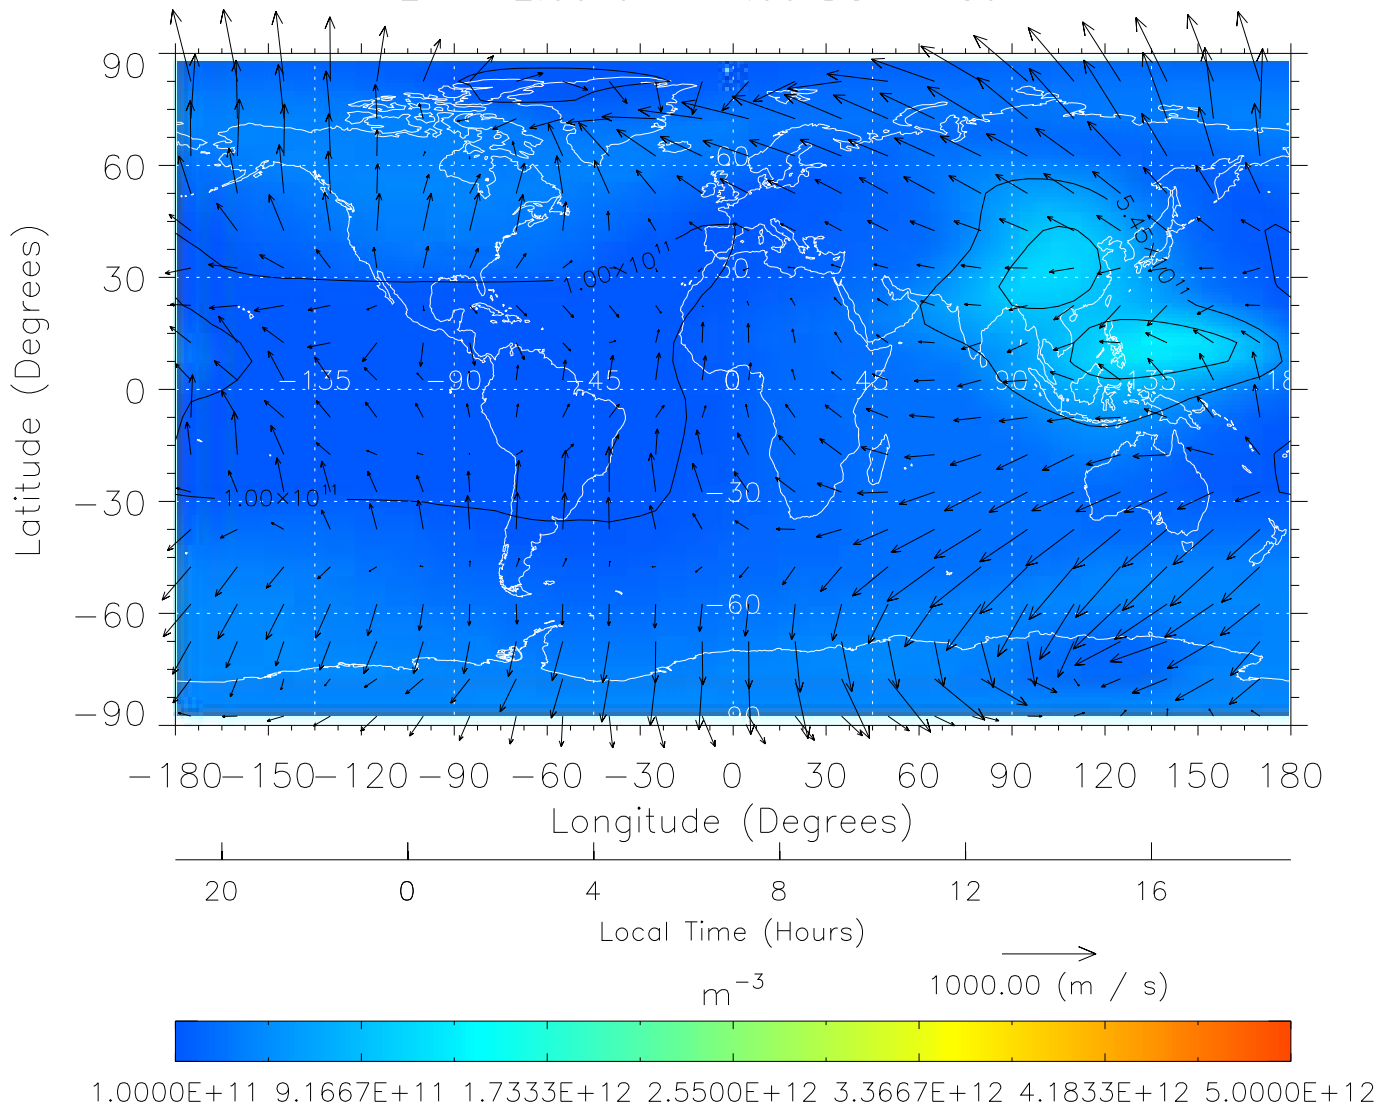 90
60
30
0
−30
−60
−90
Latitude (Degrees)
60
30
−135 −90 −45 0 45 90 135 18
−30
−60
−90
1.00×10¹¹
5.45×10¹¹
1.00×10¹¹
−180 −150 −120 −90 −60 −30 0 30 60 90 120 150 180
Longitude (Degrees)
20 0 4 8 12 16
Local Time (Hours)
1000.00 (m / s)
m⁻³
1.0000E+11 9.1667E+11 1.7333E+12 2.5500E+12 3.3667E+12 4.1833E+12 5.0000E+12